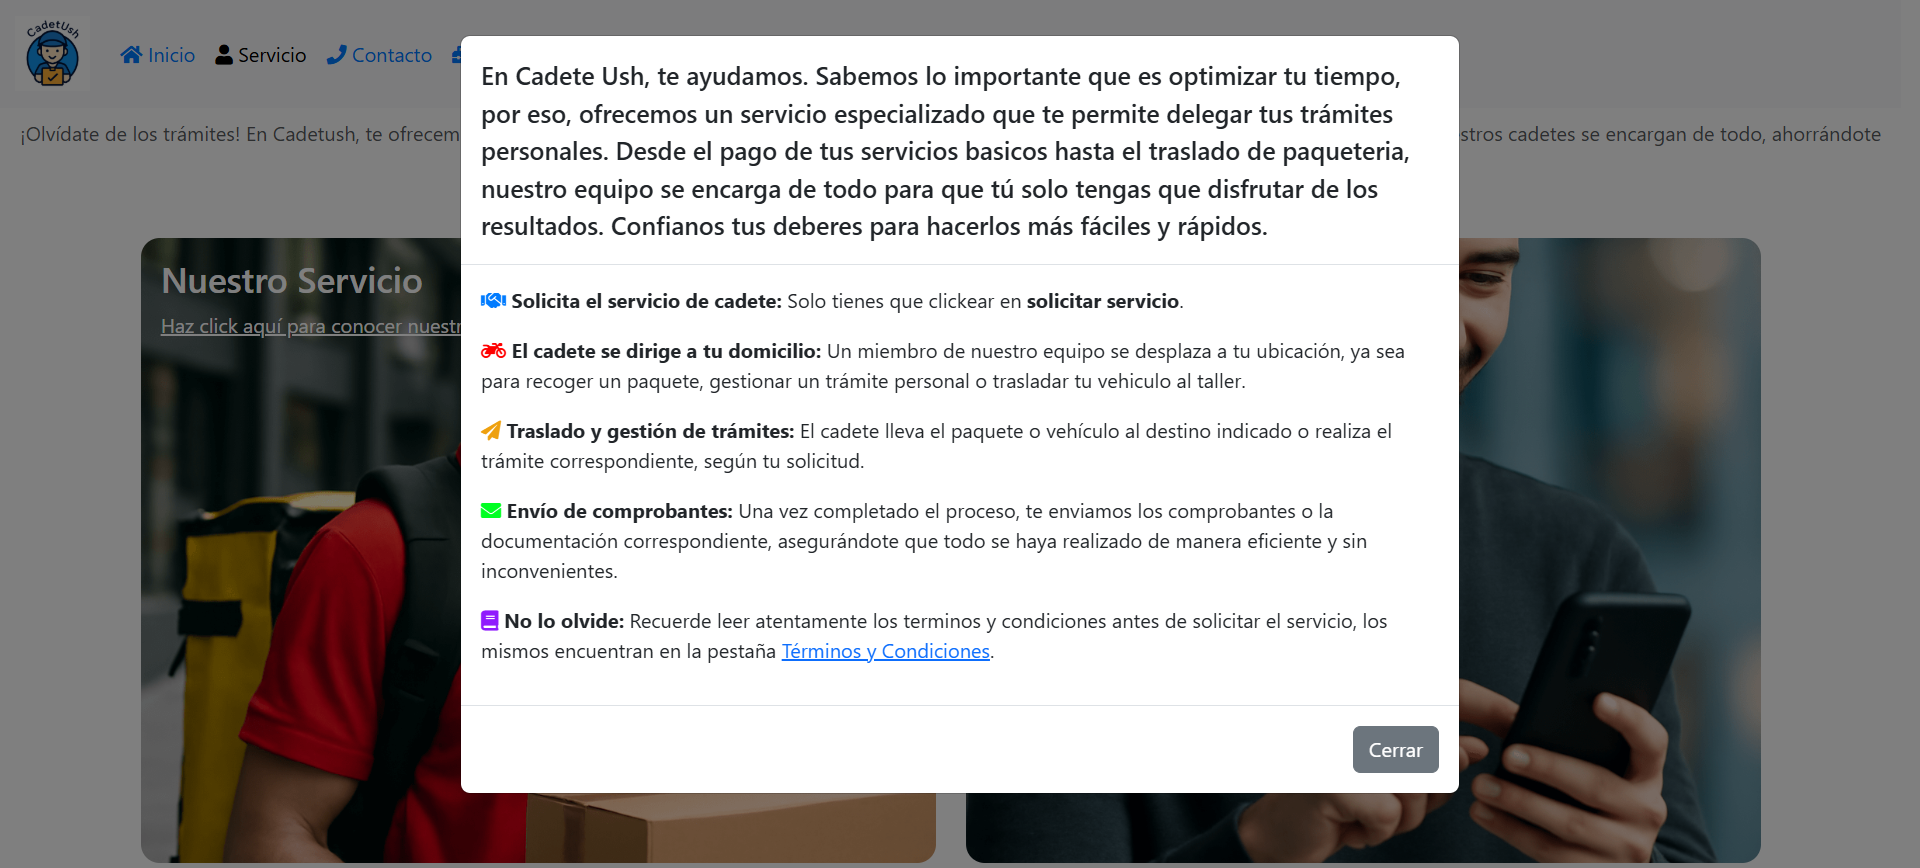 CadetUsh
Inicio Servicio Contacto
¡Olvídate de los trámites! En Cadetush, te
cadetes se encargan de todo, ahorrándote
Nuestro Servicio
Haz click aquí para conocer
En Cadete Ush, te ayudamos. Sabemos lo importante que es optimizar tu tiempo,
por eso, ofrecemos un servicio especializado que te permite delegar tus trámites
personales. Desde el pago de tus servicios basicos hasta el traslado de paqueteria,
nuestro equipo se encarga de todo para que tú solo tengas que disfrutar de los
resultados. Confianos tus deberes para hacerlos más fáciles y rápidos.
Solicita el servicio de cadete: Solo tienes que clickear en solicitar servicio.
El cadete se dirige a tu domicilio: Un miembro de nuestro equipo se desplaza a tu ubicación, ya sea
para recoger un paquete, gestionar un trámite personal o trasladar tu vehiculo al taller.
Traslado y gestión de trámites: El cadete lleva el paquete o vehículo al destino indicado o realiza el
trámite correspondiente, según tu solicitud.
Envío de comprobantes: Una vez completado el proceso, te enviamos los comprobantes o la
documentación correspondiente, asegurándote que todo se haya realizado de manera eficiente y sin
inconvenientes.
No lo olvide: Recuerde leer atentamente los terminos y condiciones antes de solicitar el servicio, los
mismos encuentran en la pestaña Términos y Condiciones.
Cerrar